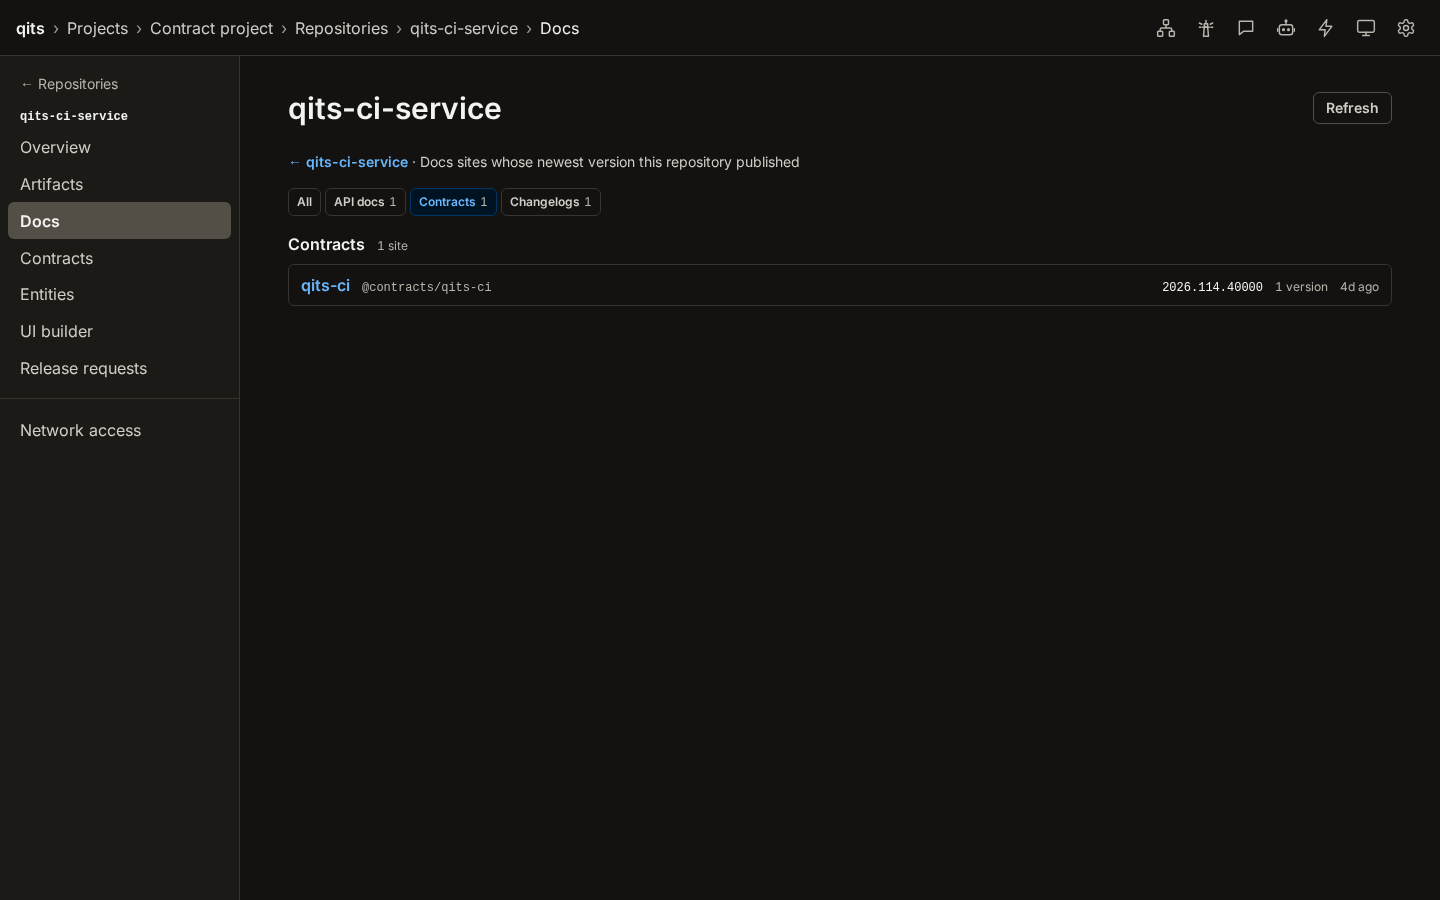 qits › Projects › Contract project › Repositories › qits-ci-service › Docs
← Repositories
qits-ci-service
Overview
Artifacts
Docs
Contracts
Entities
UI builder
Release requests
Network access
qits-ci-service
Refresh
← qits-ci-service · Docs sites whose newest version this repository published
All API docs 1 Contracts 1 Changelogs 1
Contracts 1 site
qits-ci @contracts/qits-ci 2026.114.40000 1 version 4d ago